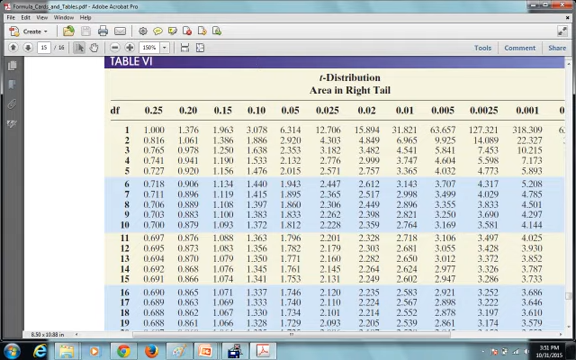 Formula_Cards_and_Tables.pdf - Adobe Acrobat Pro
File Edit View Window Help
Create
15 / 16 150% Tools Comment Share
TABLE VI
t-Distribution
Area in Right Tail
df 0.25 0.20 0.15 0.10 0.05 0.025 0.02 0.01 0.005 0.0025 0.001
1 1.000 1.376 1.963 3.078 6.314 12.706 15.894 31.821 63.657 127.321 318.309
2 0.816 1.061 1.386 1.886 2.920 4.303 4.849 6.965 9.925 14.089 22.327
3 0.765 0.978 1.250 1.638 2.353 3.182 3.482 4.541 5.841 7.453 10.215
4 0.741 0.941 1.190 1.533 2.132 2.776 2.999 3.747 4.604 5.598 7.173
5 0.727 0.920 1.156 1.476 2.015 2.571 2.757 3.365 4.032 4.773 5.893
6 0.718 0.906 1.134 1.440 1.943 2.447 2.612 3.143 3.707 4.317 5.208
7 0.711 0.896 1.119 1.415 1.895 2.365 2.517 2.998 3.499 4.029 4.785
8 0.706 0.889 1.108 1.397 1.860 2.306 2.449 2.896 3.355 3.833 4.501
9 0.703 0.883 1.100 1.383 1.833 2.262 2.398 2.821 3.250 3.690 4.297
10 0.700 0.879 1.093 1.372 1.812 2.228 2.359 2.764 3.169 3.581 4.144
11 0.697 0.876 1.088 1.363 1.796 2.201 2.328 2.718 3.106 3.497 4.025
12 0.695 0.873 1.083 1.356 1.782 2.179 2.303 2.681 3.055 3.428 3.930
13 0.694 0.870 1.079 1.350 1.771 2.160 2.282 2.650 3.012 3.372 3.852
14 0.692 0.868 1.076 1.345 1.761 2.145 2.264 2.624 2.977 3.326 3.787
15 0.691 0.866 1.074 1.341 1.753 2.131 2.249 2.602 2.947 3.286 3.733
16 0.690 0.865 1.071 1.337 1.746 2.120 2.235 2.583 2.921 3.252 3.686
17 0.689 0.863 1.069 1.333 1.740 2.110 2.224 2.567 2.898 3.222 3.646
18 0.688 0.862 1.067 1.330 1.734 2.101 2.214 2.552 2.878 3.197 3.610
19 0.688 0.861 1.066 1.328 1.729 2.093 2.205 2.539 2.861 3.174 3.579
8.50 x 10.88 in
3:51 PM
10/31/2015